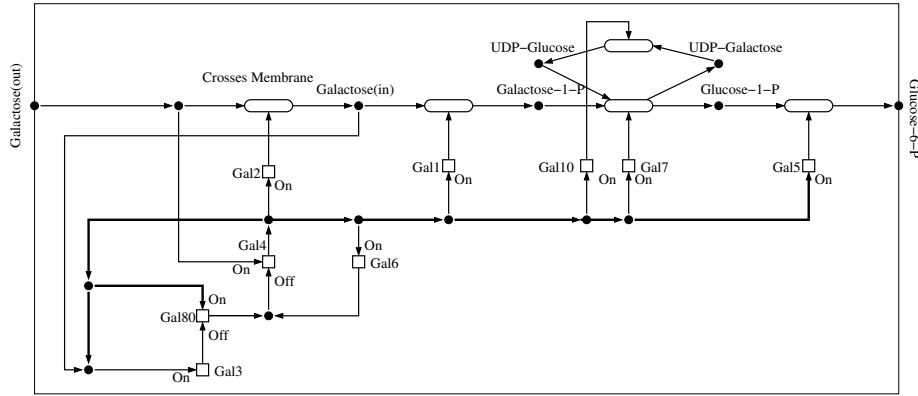 UDP−Glucose
UDP−Galactose
Crosses Membrane
Galactose(out)
Galactose(in)
Galactose−1−P
Glucose−1−P
Glucose−6−P
Gal2
On
Gal1
On
Gal10
On
Gal7
On
Gal5
On
Gal4
On
Off
On
Gal6
On
Gal80
Off
On
Gal3